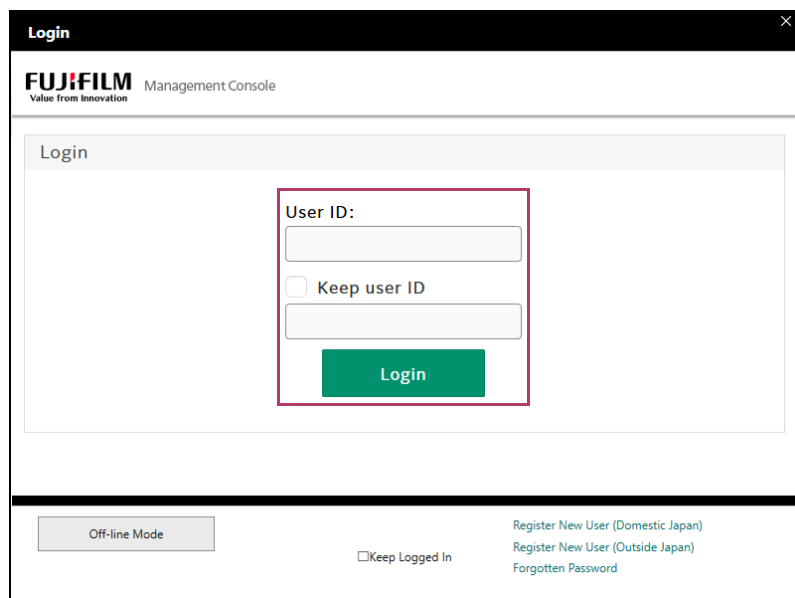 Login
FUJIFILM
Value from Innovation
Management Console
Login
User ID:
Keep user ID
Login
Off-line Mode
Keep Logged In
Register New User (Domestic Japan)
Register New User (Outside Japan)
Forgotten Password